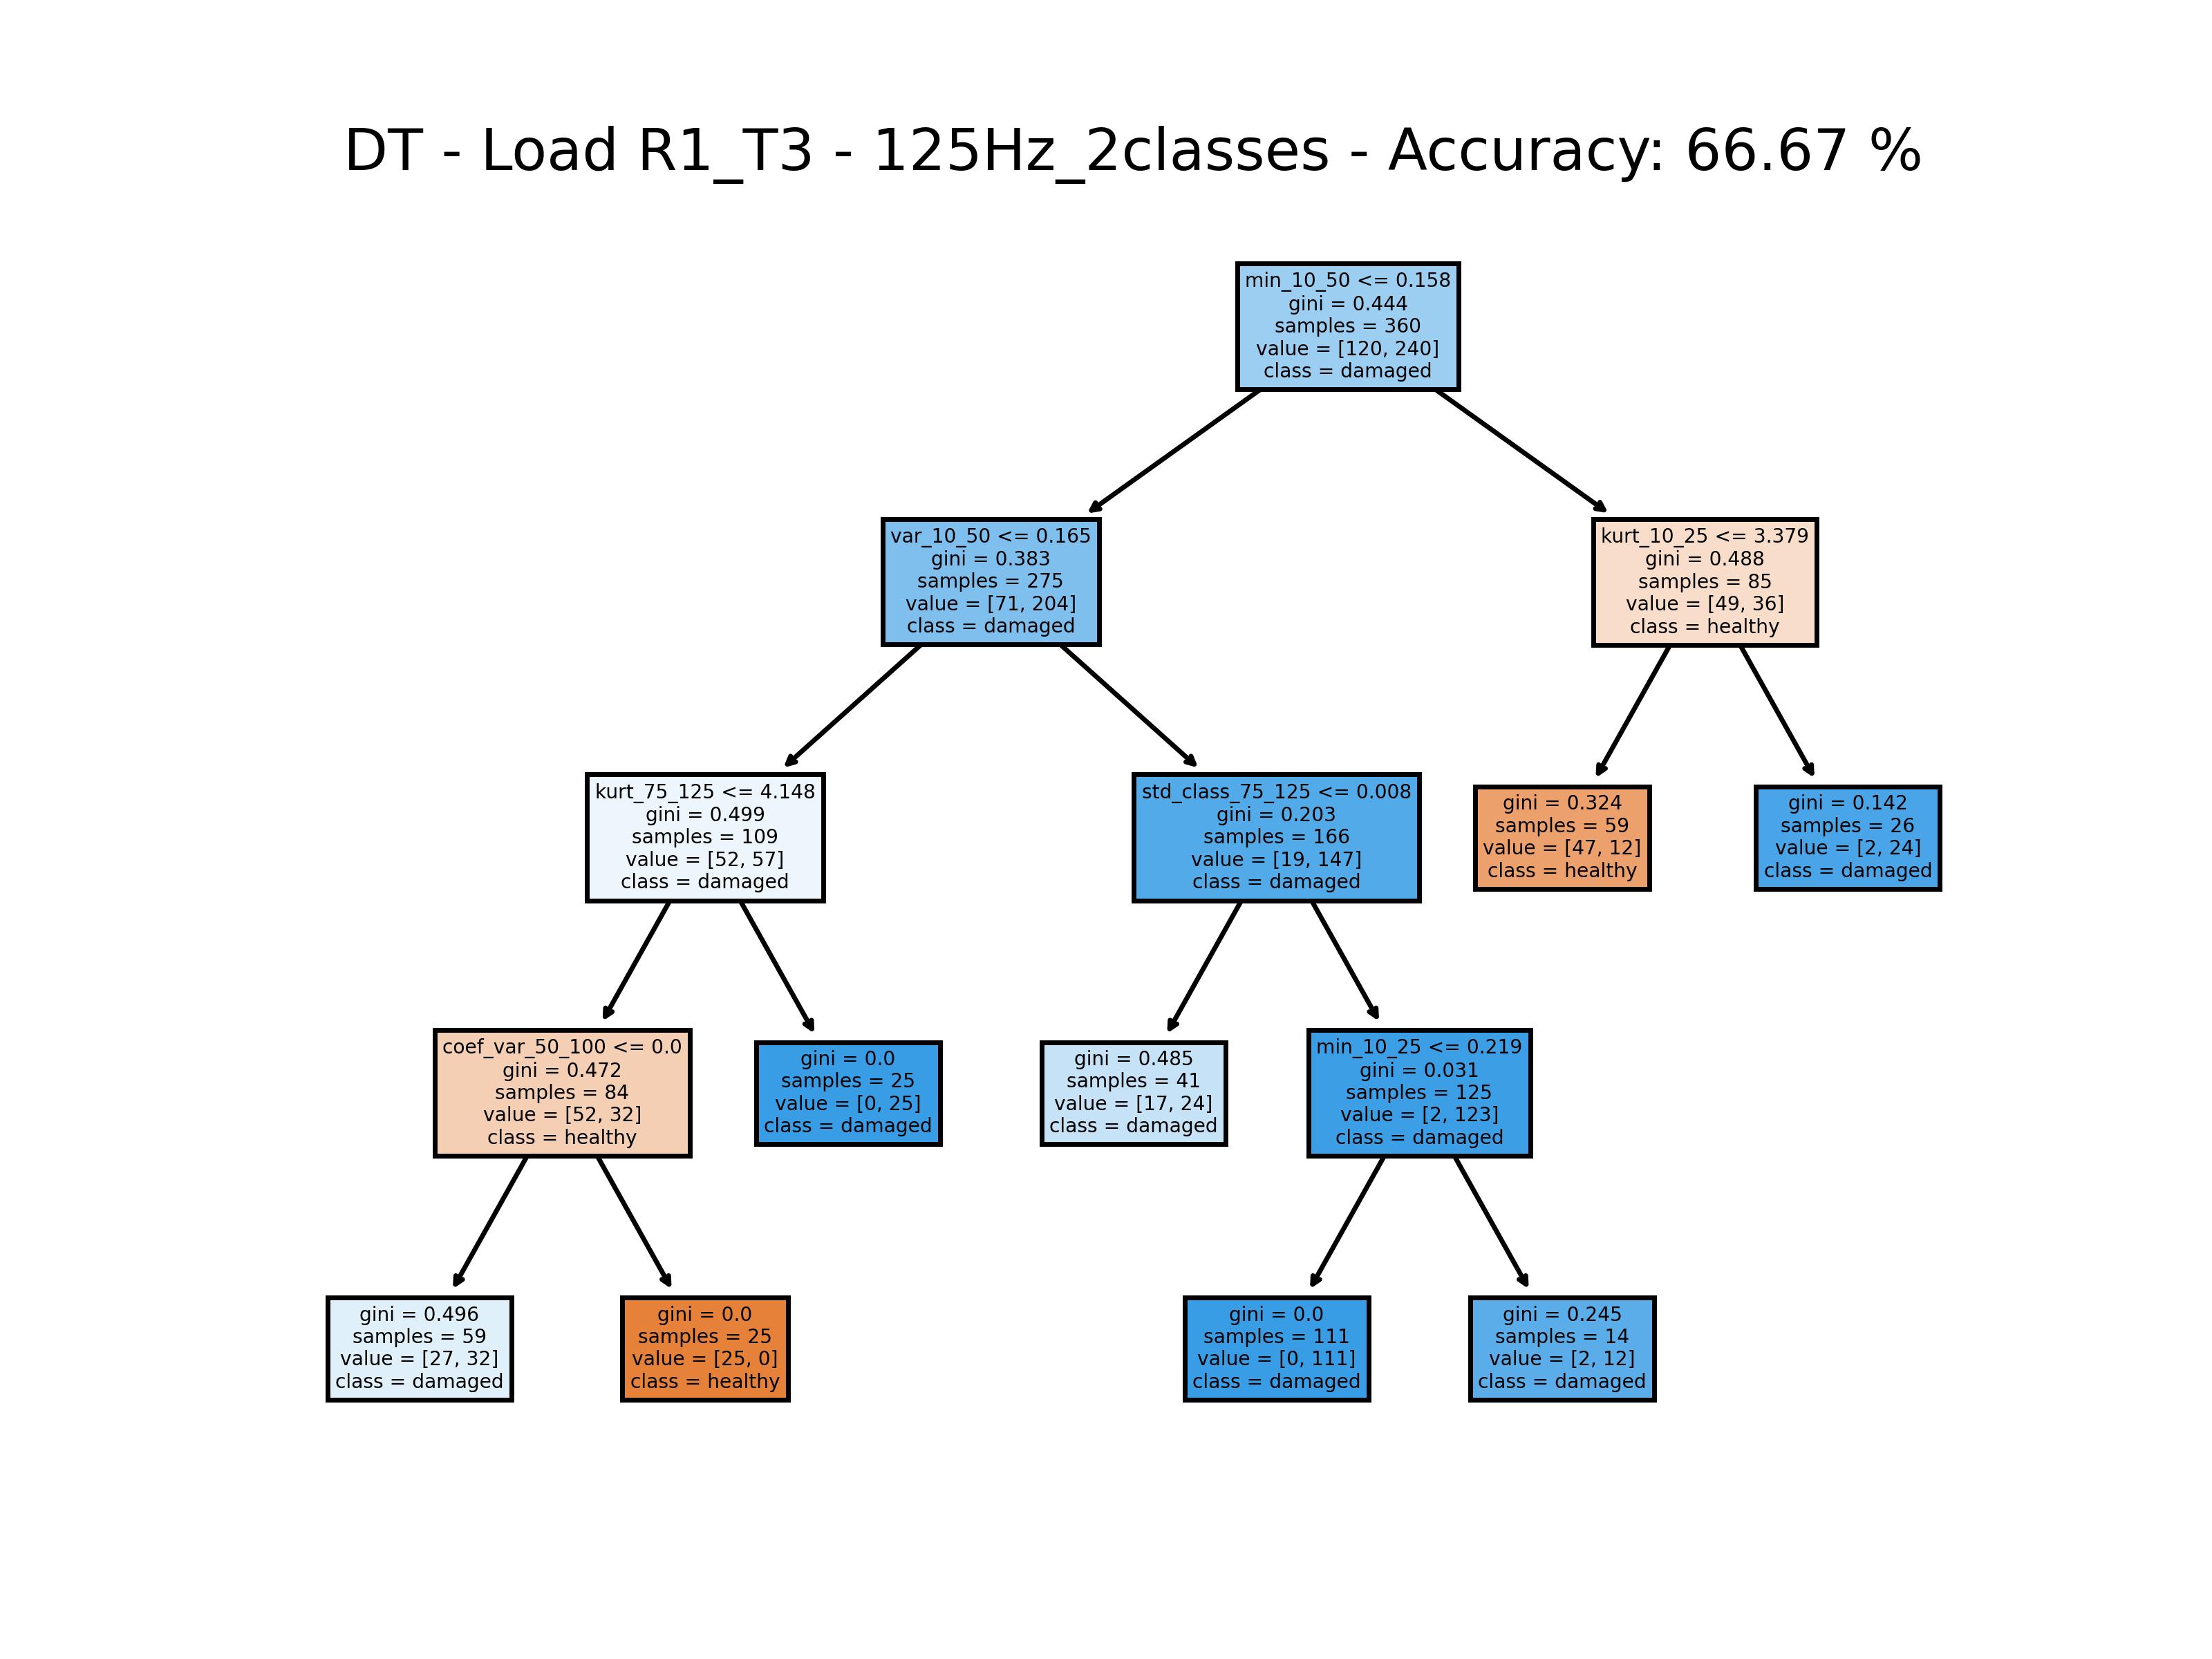 DT - Load R1_T3 - 125Hz_2classes - Accuracy: 66.67 %
min_10_50 <= 0.158
gini = 0.444
samples = 360
value = [120, 240]
class = damaged
var_10_50 <= 0.165
gini = 0.383
samples = 275
value = [71, 204]
class = damaged
kurt_10_25 <= 3.379
gini = 0.488
samples = 85
value = [49, 36]
class = healthy
kurt_75_125 <= 4.148
gini = 0.499
samples = 109
value = [52, 57]
class = damaged
std_class_75_125 <= 0.008
gini = 0.203
samples = 166
value = [19, 147]
class = damaged
gini = 0.324
samples = 59
value = [47, 12]
class = healthy
gini = 0.142
samples = 26
value = [2, 24]
class = damaged
coef_var_50_100 <= 0.0
gini = 0.472
samples = 84
value = [52, 32]
class = healthy
gini = 0.0
samples = 25
value = [0, 25]
class = damaged
gini = 0.485
samples = 41
value = [17, 24]
class = damaged
min_10_25 <= 0.219
gini = 0.031
samples = 125
value = [2, 123]
class = damaged
gini = 0.496
samples = 59
value = [27, 32]
class = damaged
gini = 0.0
samples = 25
value = [25, 0]
class = healthy
gini = 0.0
samples = 111
value = [0, 111]
class = damaged
gini = 0.245
samples = 14
value = [2, 12]
class = damaged